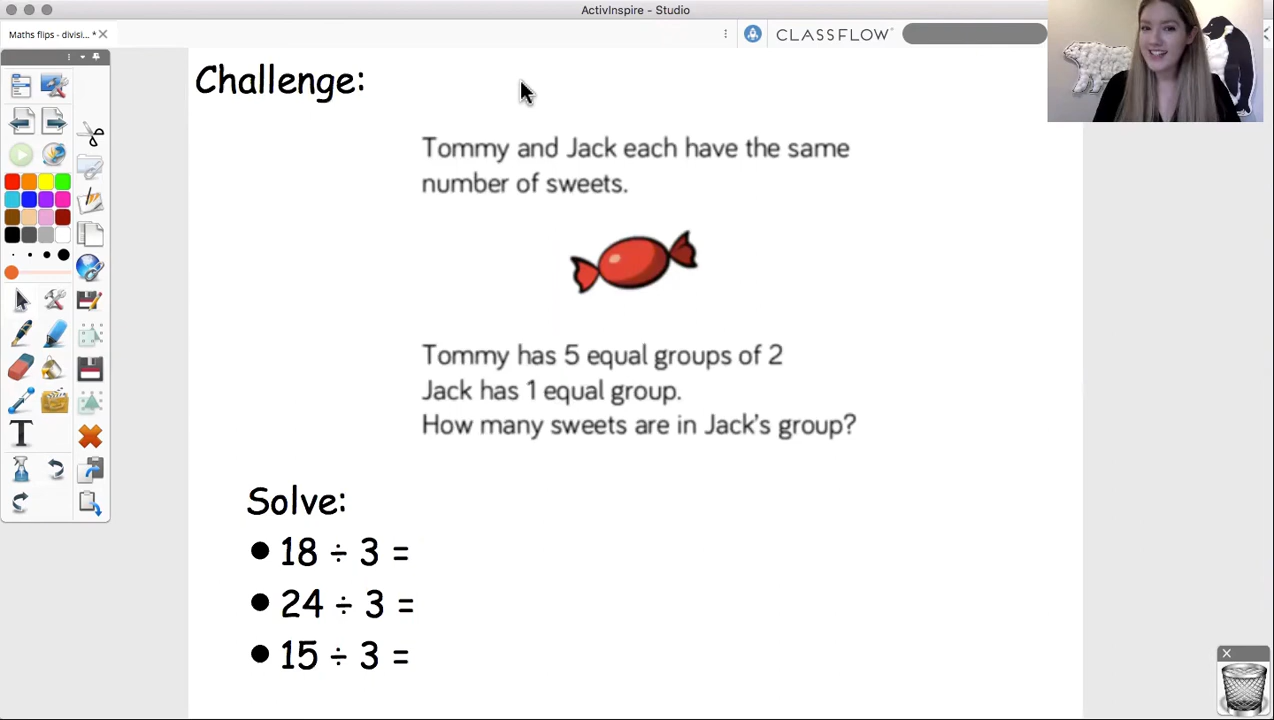 ActivInspire - Studio
Maths flips - divisi... *
CLASSFLOW
Challenge:
Tommy and Jack each have the same
number of sweets.
Tommy has 5 equal groups of 2
Jack has 1 equal group.
How many sweets are in Jack's group?
Solve:
● 18 ÷ 3 =
● 24 ÷ 3 =
● 15 ÷ 3 =
T